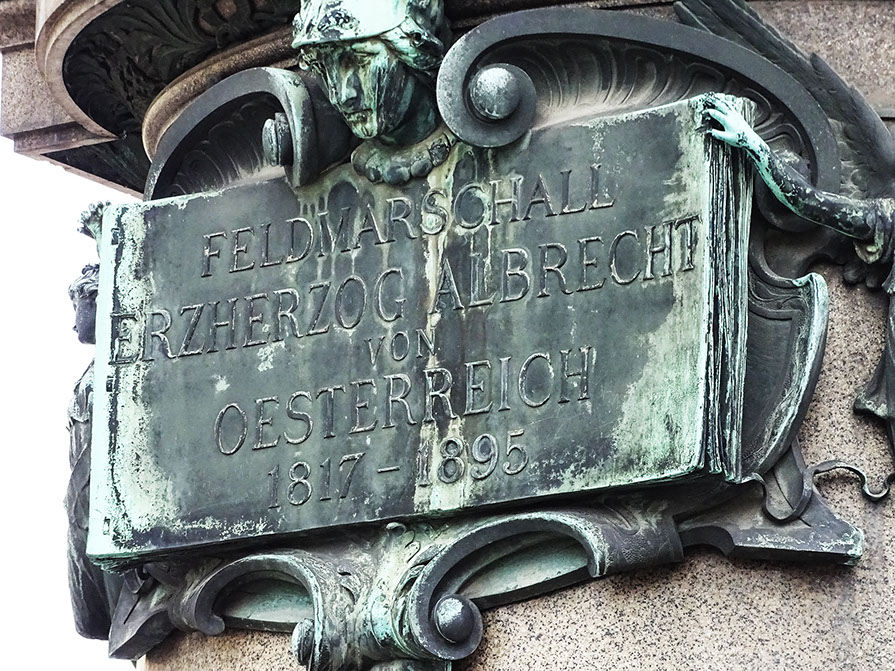 FELDMARSCHALL
ERZHERZOG ALBRECHT
VON
OESTERREICH
1817-1895